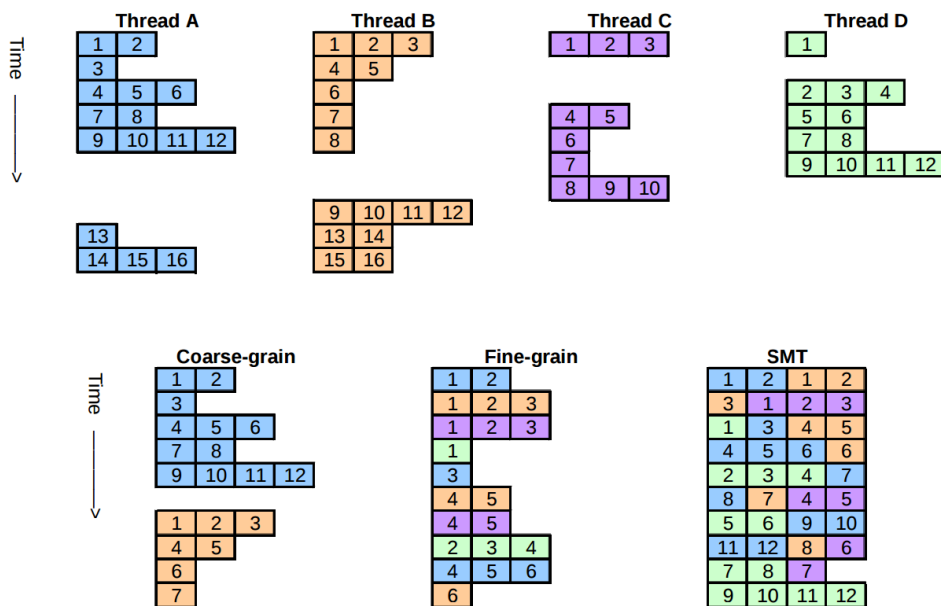 Thread A Thread B Thread C Thread D
Time ———>
1 2 1 2 3 1 2 3 1
3 4 5
4 5 6 6 2 3 4
7 8 7 4 5 5 6
9 10 11 12 8 6 7 8
7 9 10 11 12
8 9 10
9 10 11 12
13 13 14
14 15 16 15 16
Coarse-grain Fine-grain SMT
Time ———>
1 2 1 2 1 2 1 2
3 1 2 3 3 1 2 3
4 5 6 1 2 3 1 3 4 5
7 8 1 4 5 6 6
9 10 11 12 3 2 3 4 7
4 5 8 7 4 5
1 2 3 4 5 5 6 9 10
4 5 2 3 4 11 12 8 6
6 4 5 6 7 8 7
7 6 9 10 11 12